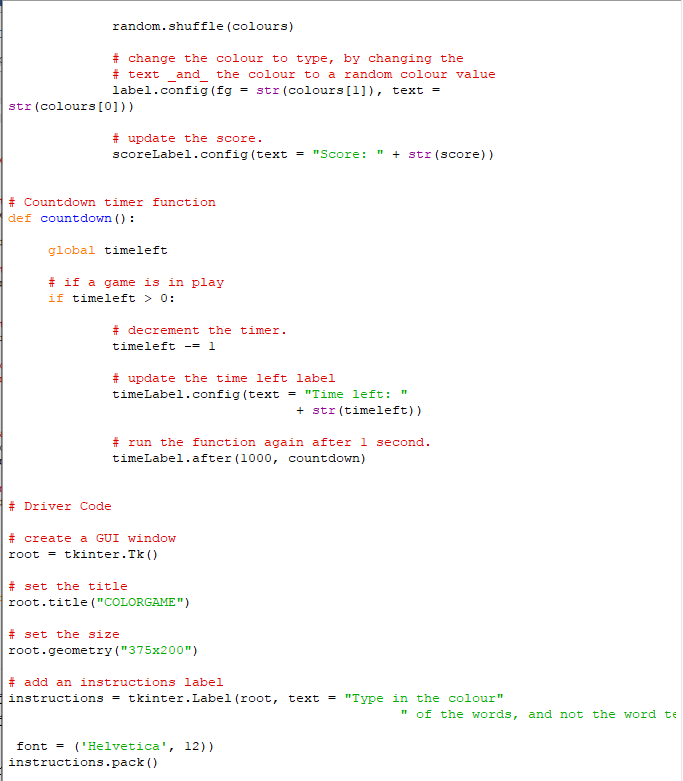 random.shuffle(colours)
# change the colour to type, by changing the
# text _and_ the colour to a random colour value
label.config(fg = str(colours[1]), text =
str(colours[0]))
# update the score.
scoreLabel.config(text = "Score: " + str(score))
# Countdown timer function
def countdown():
global timeleft
# if a game is in play
if timeleft > 0:
# decrement the timer.
timeleft -= 1
# update the time left label
timeLabel.config(text = "Time left: "
+ str(timeleft))
# run the function again after 1 second.
timeLabel.after(1000, countdown)
# Driver Code
# create a GUI window
root = tkinter.Tk()
# set the title
root.title("COLORGAME")
# set the size
root.geometry("375x200")
# add an instructions label
instructions = tkinter.Label(root, text = "Type in the colour"
" of the words, and not the word
font = ('Helvetica', 12))
instructions.pack()